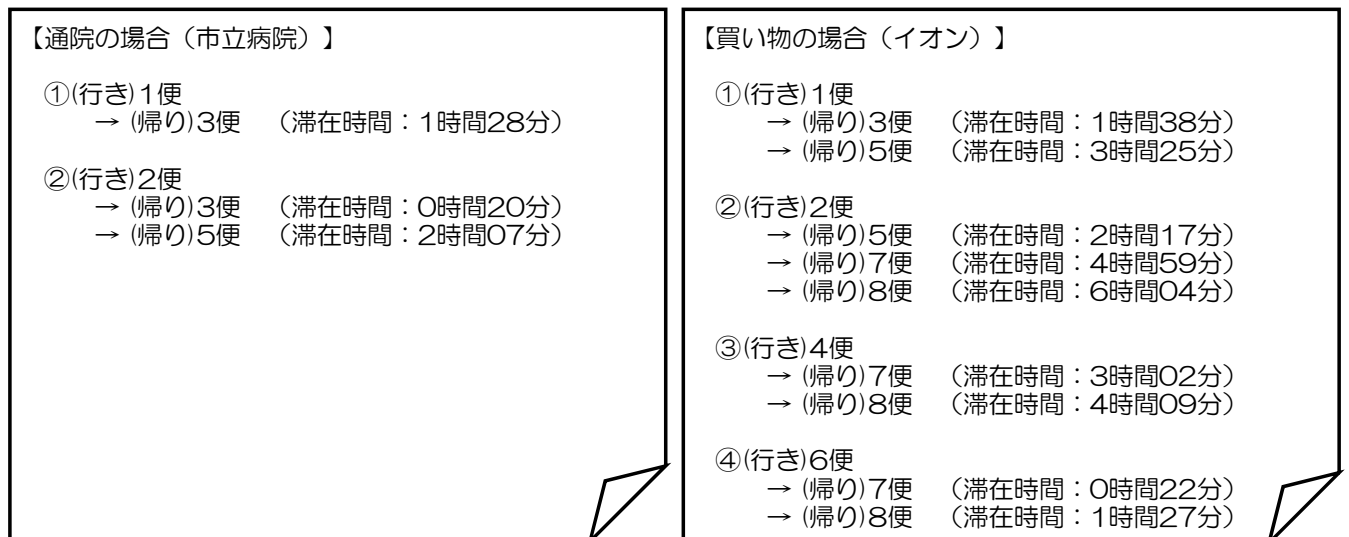 【通院の場合（市立病院）】
①(行き)1便
→ (帰り)3便　（滞在時間：1時間28分）
②(行き)2便
→ (帰り)3便　（滞在時間：0時間20分）
→ (帰り)5便　（滞在時間：2時間07分）
【買い物の場合（イオン）】
①(行き)1便
→ (帰り)3便　（滞在時間：1時間38分）
→ (帰り)5便　（滞在時間：3時間25分）
②(行き)2便
→ (帰り)5便　（滞在時間：2時間17分）
→ (帰り)7便　（滞在時間：4時間59分）
→ (帰り)8便　（滞在時間：6時間04分）
③(行き)4便
→ (帰り)7便　（滞在時間：3時間02分）
→ (帰り)8便　（滞在時間：4時間09分）
④(行き)6便
→ (帰り)7便　（滞在時間：0時間22分）
→ (帰り)8便　（滞在時間：1時間27分）